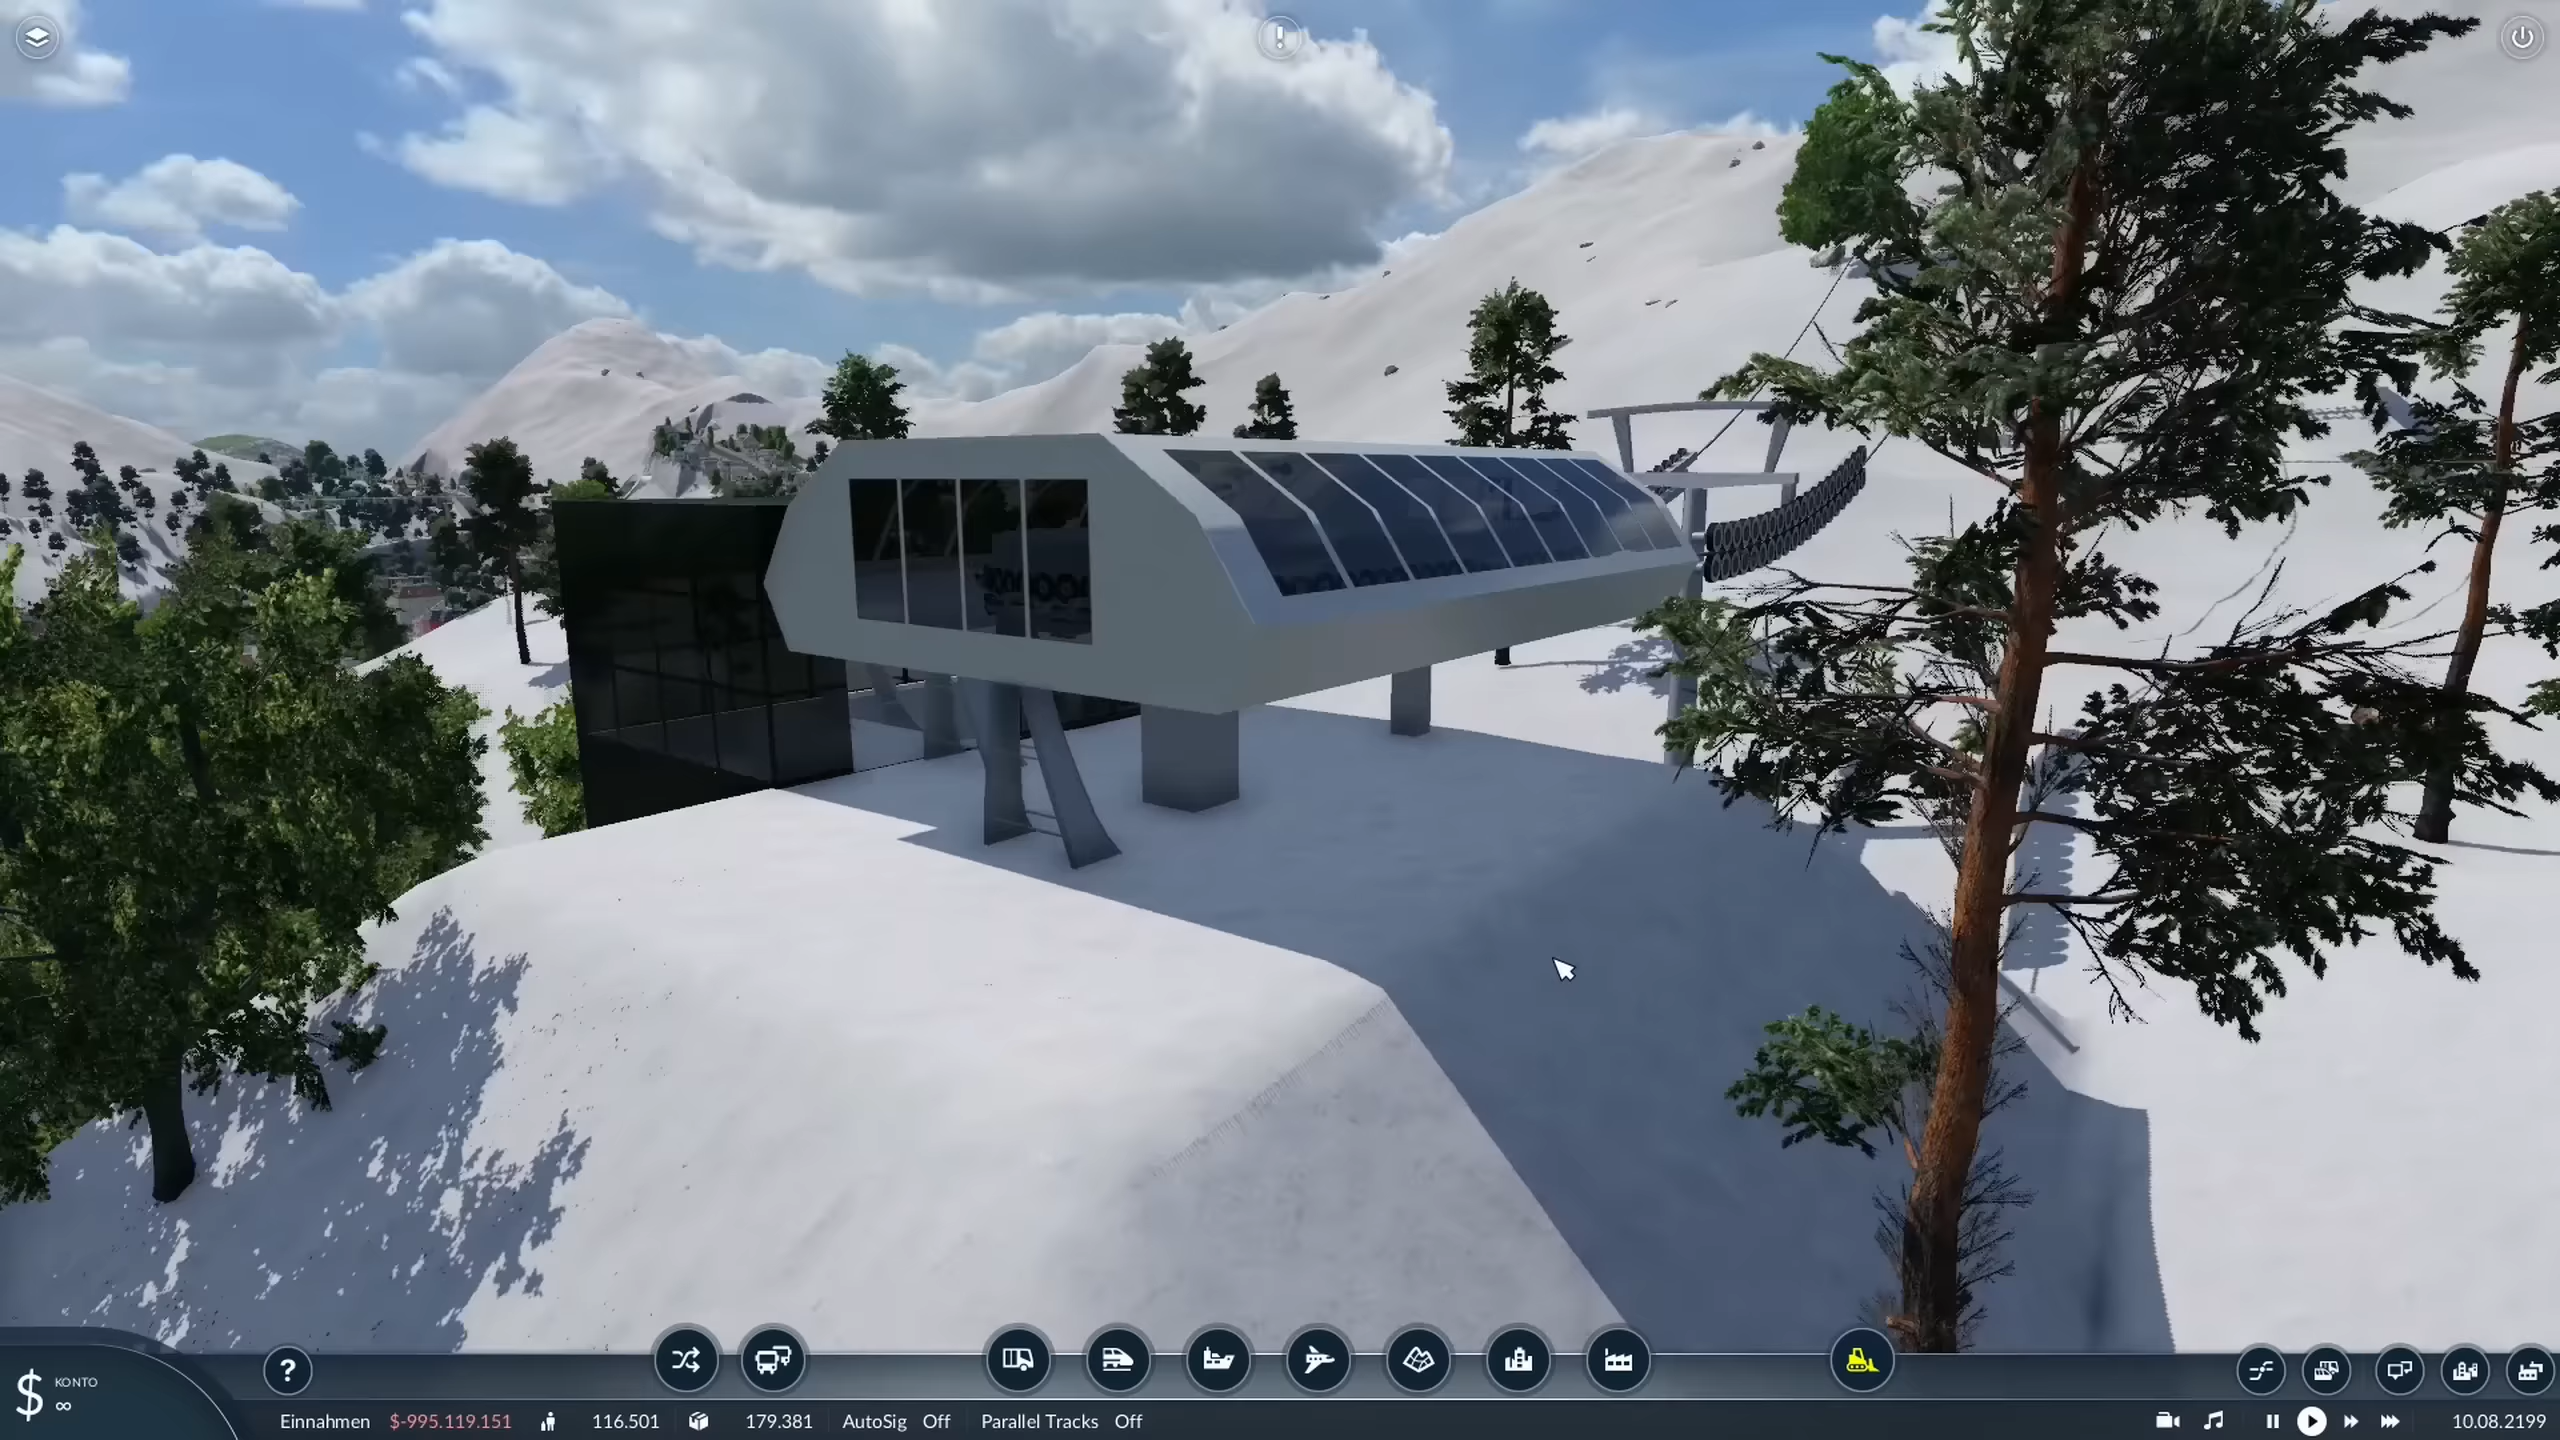 KONTO
∞
?
Einnahmen $-995.119.151 116.501 179.381 AutoSig Off Parallel Tracks Off 10.08.2199